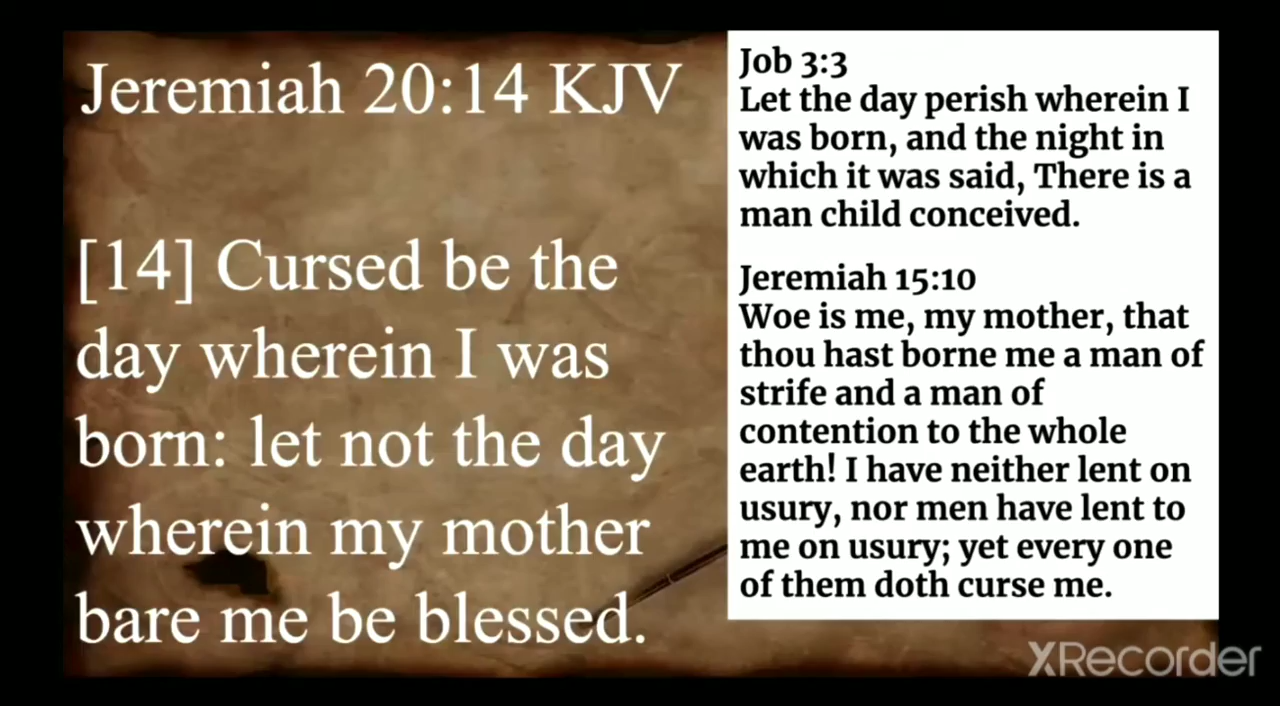 Jeremiah 20:14 KJV
[14] Cursed be the
day wherein I was
born: let not the day
wherein my mother
bare me be blessed.
Job 3:3
Let the day perish wherein I
was born, and the night in
which it was said, There is a
man child conceived.
Jeremiah 15:10
Woe is me, my mother, that
thou hast borne me a man of
strife and a man of
contention to the whole
earth! I have neither lent on
usury, nor men have lent to
me on usury; yet every one
of them doth curse me.
XRecorder